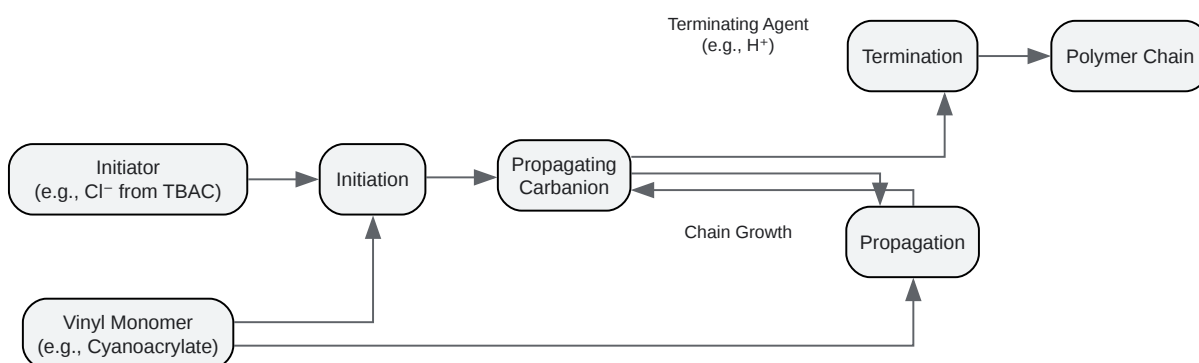 Terminating Agent
(e.g., H⁺)
Termination
Polymer Chain
Initiator
(e.g., Cl⁻ from TBAC)
Initiation
Propagating
Carbanion
Chain Growth
Propagation
Vinyl Monomer
(e.g., Cyanoacrylate)